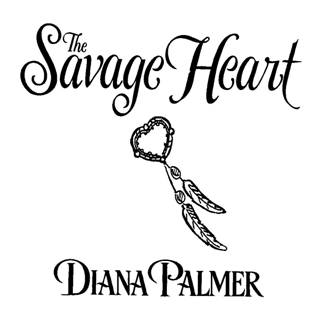 The
Savage Heart
DIANA PALMER